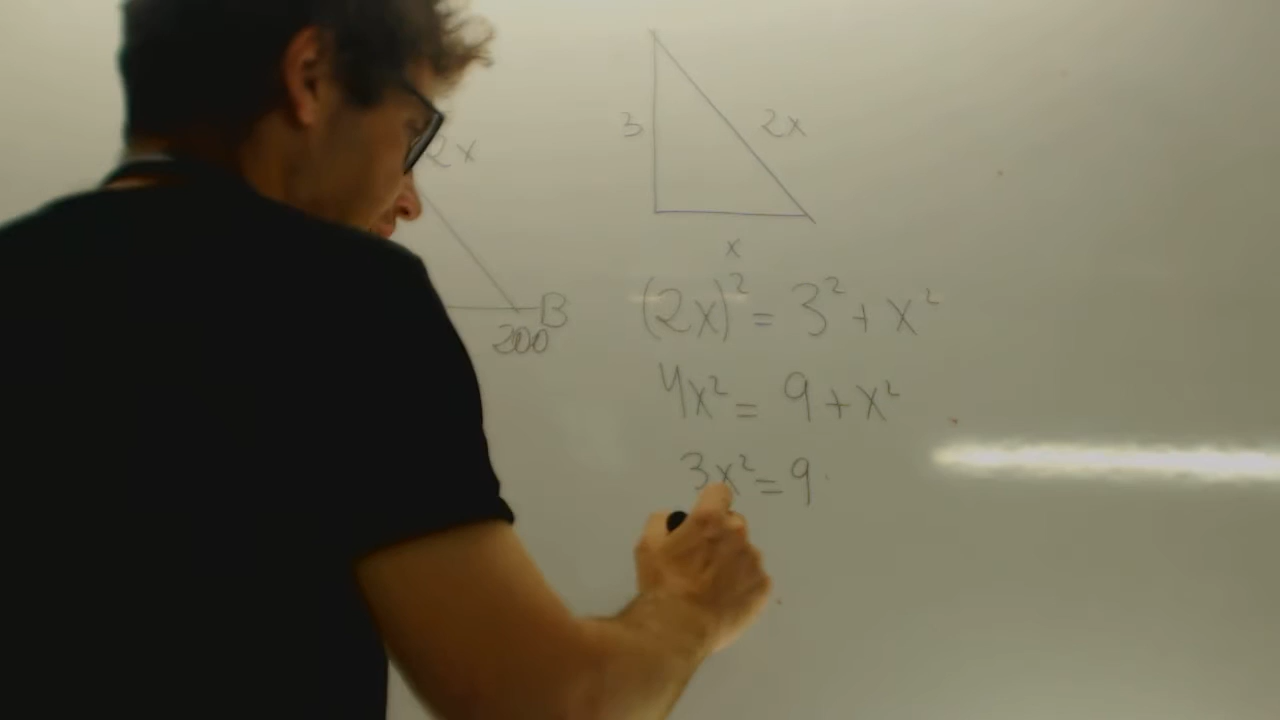 2x
B
200
3
2x
x
(2x)² = 3² + x²
4x² = 9 + x²
3x² = 9